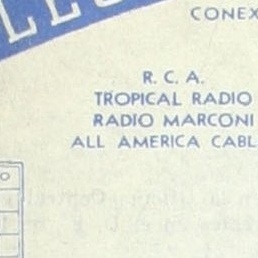 CONEX
R. C. A.
TROPICAL RADIO
RADIO MARCONI
ALL AMERICA CABL